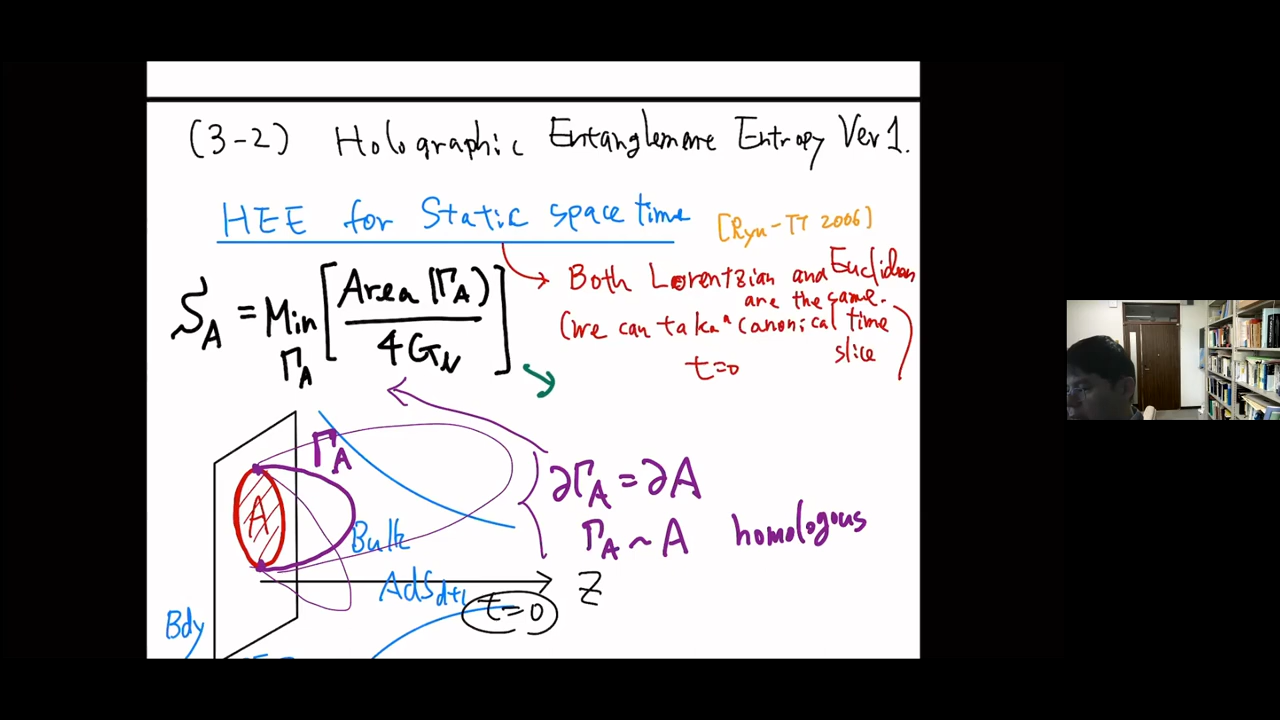 (3-2) Holographic Entanglement Entropy Ver 1.
HEE for Static spacetime [Ryu-TT 2006]
Both Lorentzian and Euclidean
are the same.
(we can take "canonical time
slice
t=0 )
S_A = Min_{Γ_A} [ Area(Γ_A) / 4G_N ]
Γ_A
∂Γ_A = ∂A
A
Γ_A ~ A homologous
Bulk
AdS_{d+1}
Z
t=0
Bdy